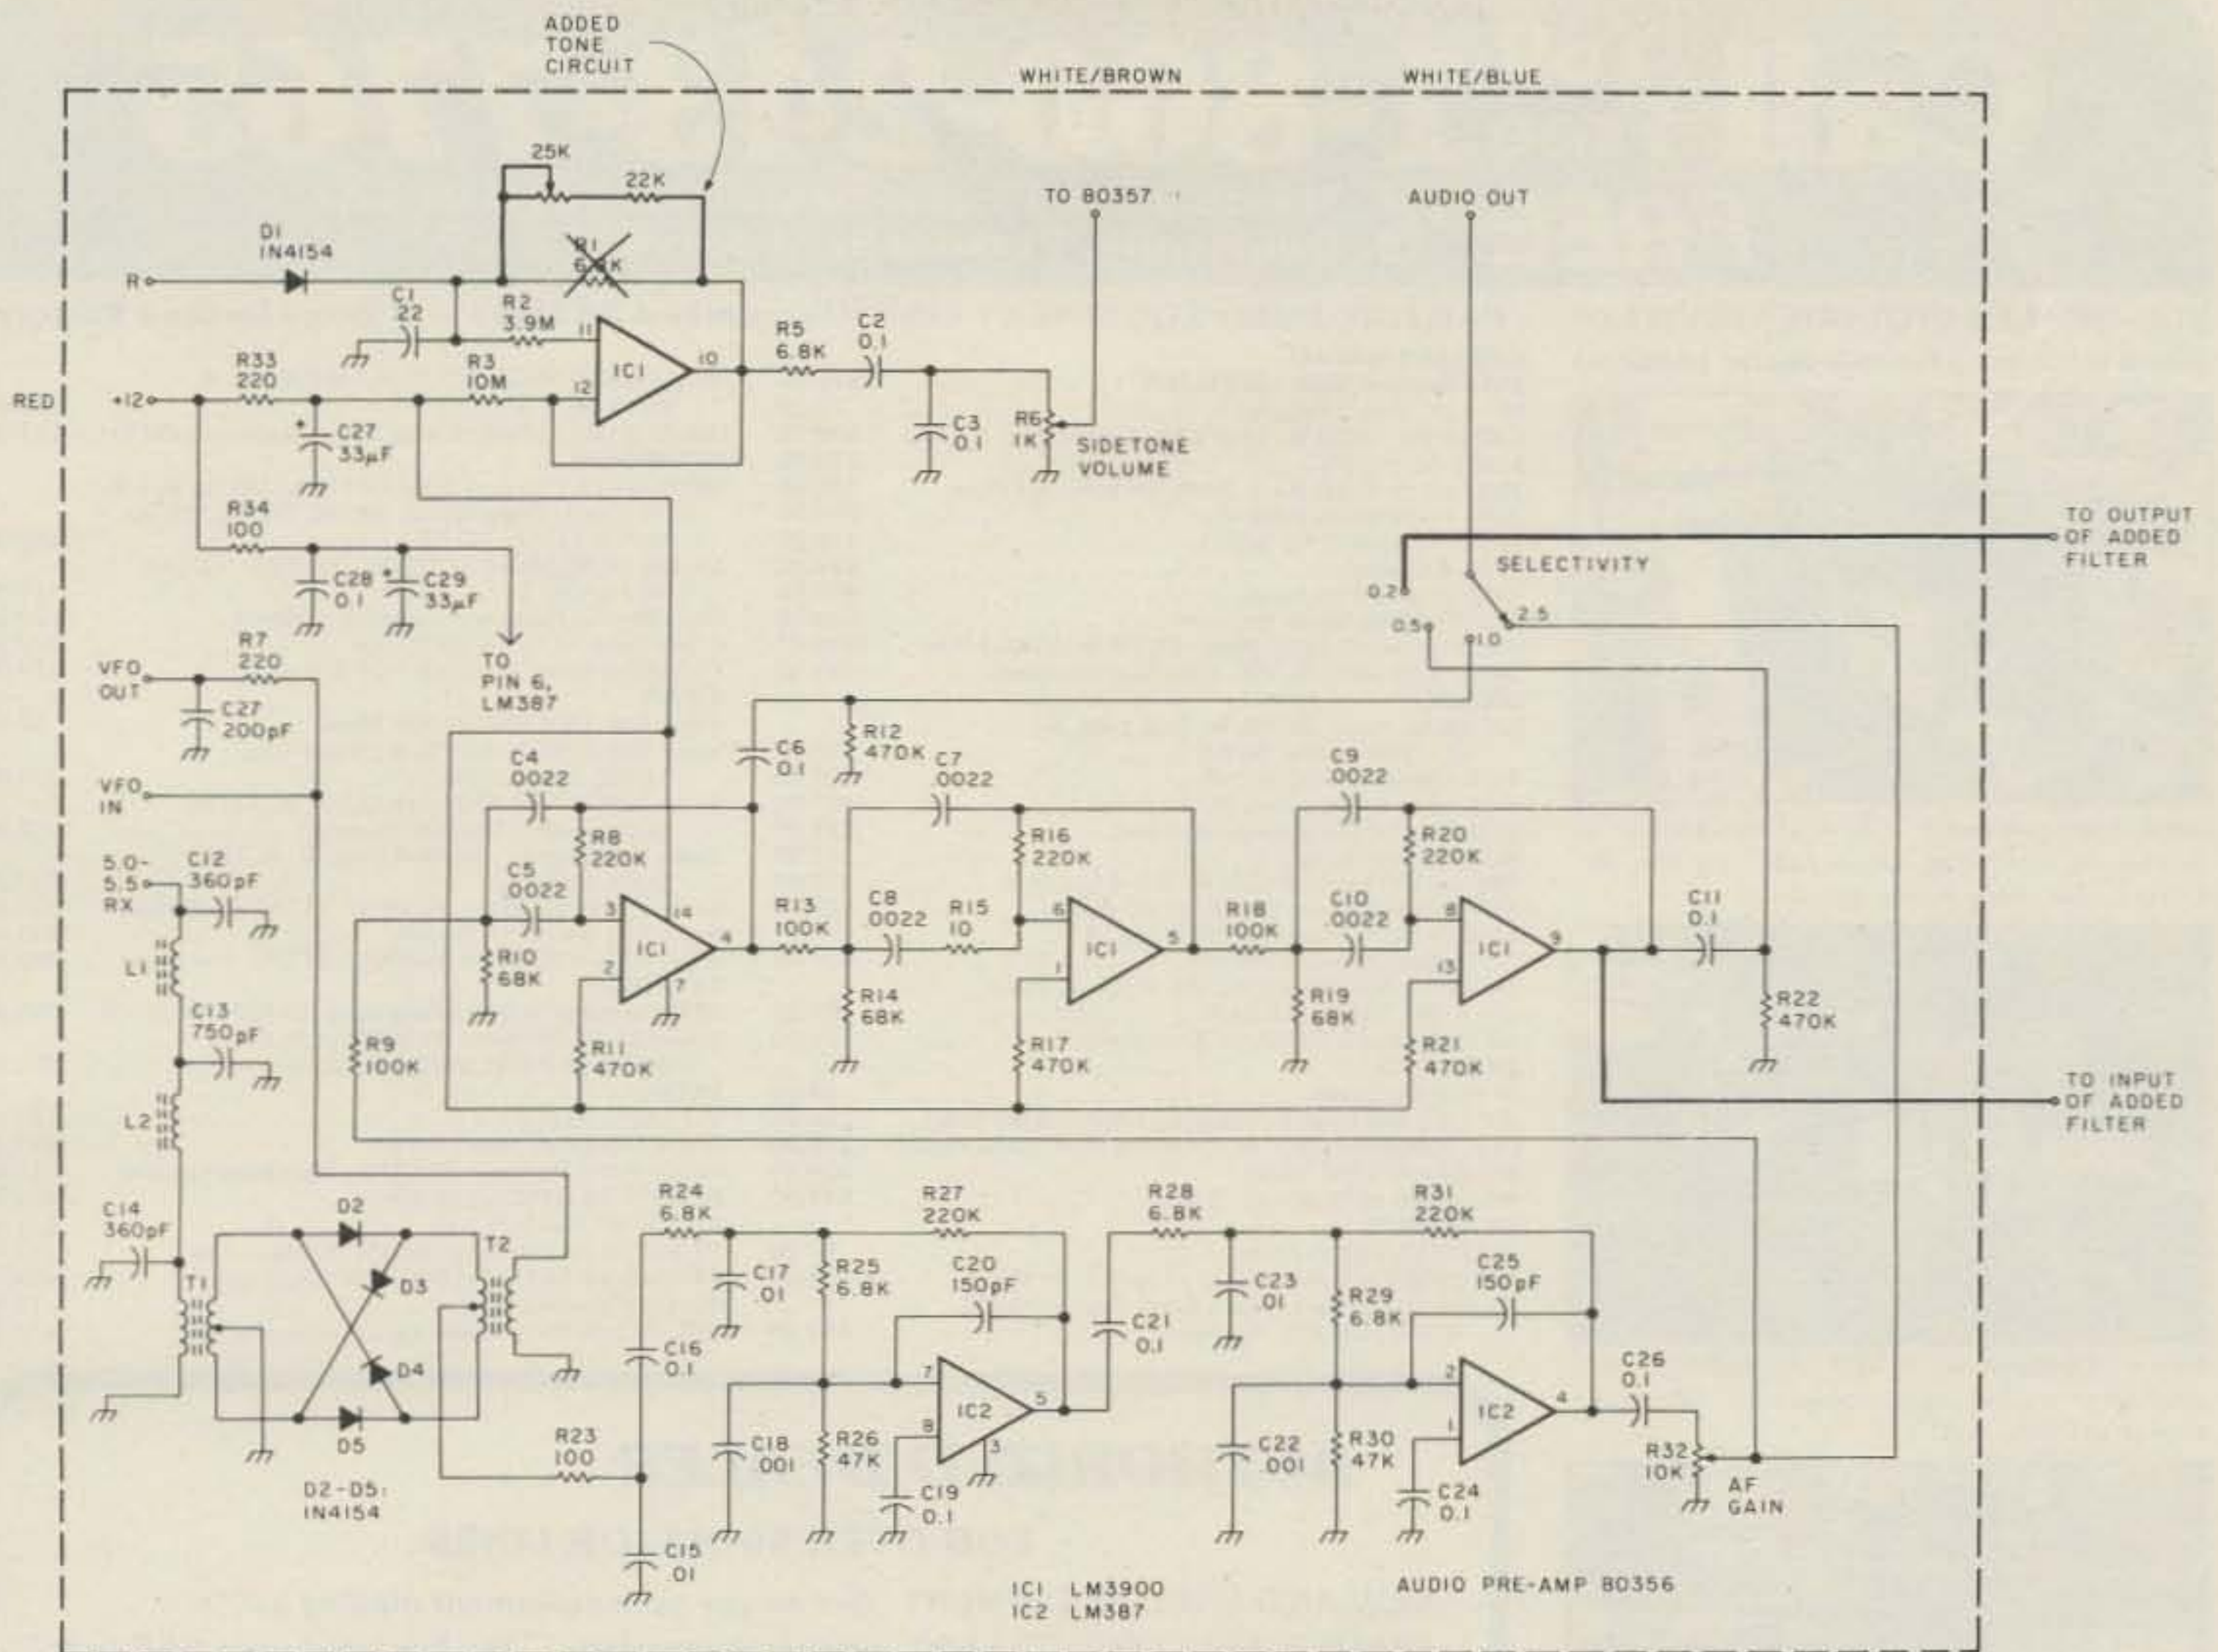 ADDED
TONE
CIRCUIT
WHITE/BROWN
WHITE/BLUE
25K
22K
TO 80357
AUDIO OUT
D1
1N4154
R
C1
.22
R2
3.9M
11
10
IC1
12
R5
6.8K
C2
0.1
R33
220
R3
10M
RED
+12
+
C27
33µF
C3
0.1
R6
1K
SIDETONE
VOLUME
R34
100
C28
0.1
+
C29
33µF
TO
PIN 6,
LM387
TO OUTPUT
OF ADDED
FILTER
SELECTIVITY
0.2
0.5
1.0
2.5
R7
220
VFO
OUT
C27
200pF
VFO
IN
C6
0.1
R12
470K
C4
.0022
C7
.0022
C9
.0022
R8
220K
R16
220K
R20
220K
5.0-
5.5
RX
C12
360pF
C5
.0022
3
14
IC1
4
2
7
R13
100K
C8
.0022
R15
10
6
IC1
5
1
R18
100K
C10
.0022
8
IC1
9
13
C11
0.1
L1
R10
68K
R14
68K
R19
68K
R22
470K
C13
750pF
R9
100K
R11
470K
R17
470K
R21
470K
L2
TO INPUT
OF ADDED
FILTER
C14
360pF
T1
D2
D3
D4
D5
T2
R24
6.8K
R27
220K
R28
6.8K
R31
220K
C17
.01
R25
6.8K
C20
150pF
C23
.01
R29
6.8K
C25
150pF
C16
0.1
C21
0.1
7
IC2
5
8
3
2
IC2
4
1
C26
0.1
R23
100
C18
.001
R26
47K
C19
0.1
C22
.001
R30
47K
C24
0.1
R32
10K
AF
GAIN
D2-D5:
1N4154
C15
.01
IC1 LM3900
IC2 LM387
AUDIO PRE-AMP 80356